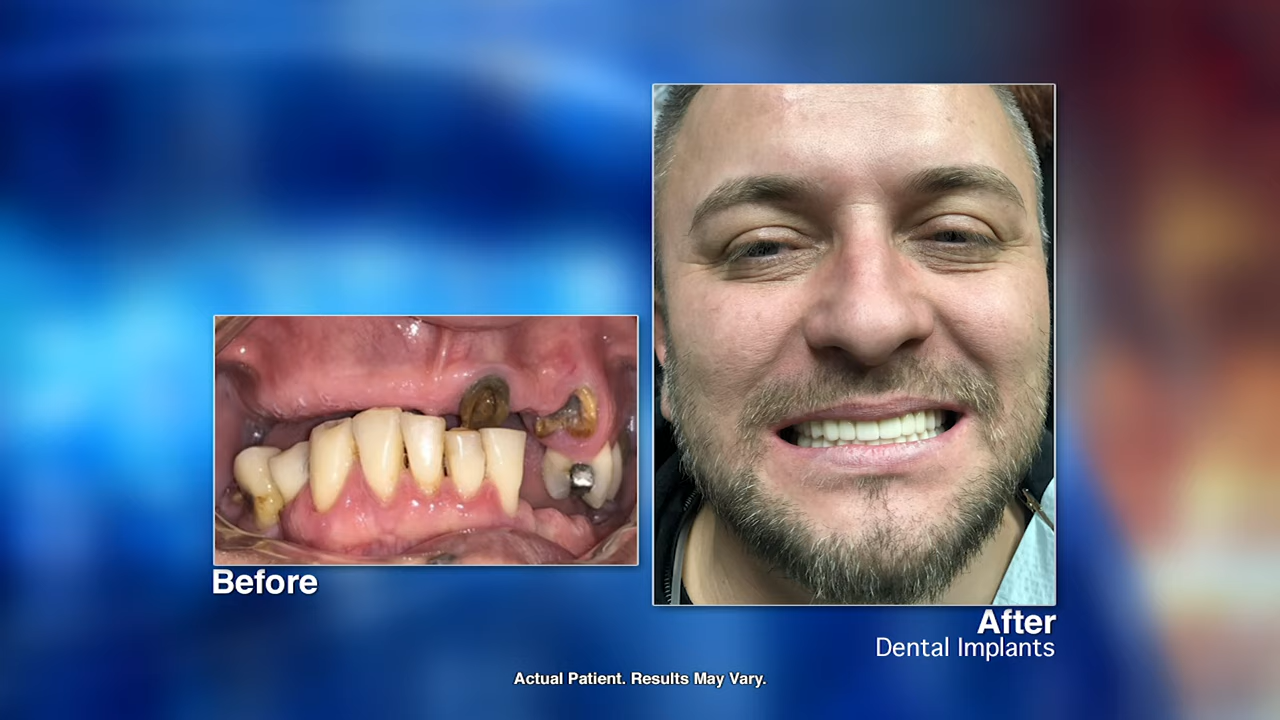 Before
After
Dental Implants
Actual Patient. Results May Vary.